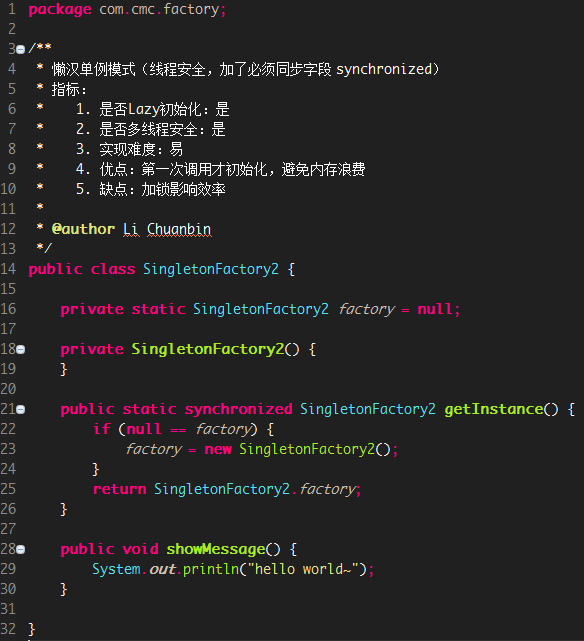 1 package com.cmc.factory;
2
3 /**
4 * 懒汉单例模式（线程安全，加了必须同步字段 synchronized）
5 * 指标：
6 *    1. 是否Lazy初始化：是
7 *    2. 是否多线程安全：是
8 *    3. 实现难度：易
9 *    4. 优点：第一次调用才初始化，避免内存浪费
10 *    5. 缺点：加锁影响效率
11 *
12 * @author Li Chuanbin
13 */
14 public class SingletonFactory2 {
15
16     private static SingletonFactory2 factory = null;
17
18     private SingletonFactory2() {
19     }
20
21     public static synchronized SingletonFactory2 getInstance() {
22         if (null == factory) {
23             factory = new SingletonFactory2();
24         }
25         return SingletonFactory2.factory;
26     }
27
28     public void showMessage() {
29         System.out.println("hello world~");
30     }
31
32 }